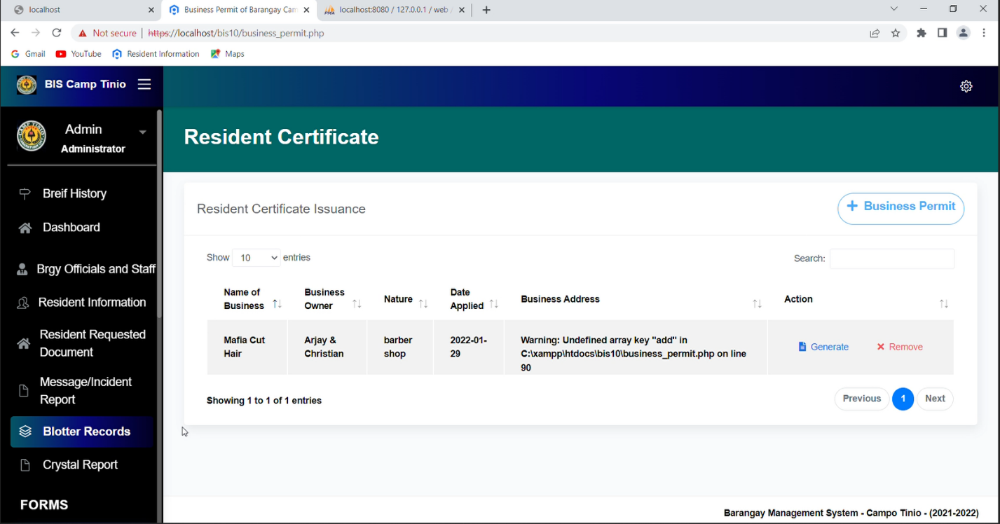 localhost
Business Permit of Barangay Cam
localhost:8080 / 127.0.0.1 / web /
Not secure | https://localhost/bis10/business_permit.php
Gmail YouTube Resident Information Maps
BIS Camp Tinio
Admin
Administrator
Breif History
Dashboard
Brgy Officials and Staff
Resident Information
Resident Requested
Document
Message/Incident
Report
Blotter Records
Crystal Report
FORMS
Resident Certificate
Resident Certificate Issuance
+ Business Permit
Show 10 entries
Search:
Name of
Business
Business
Owner
Nature
Date
Applied
Business Address
Action
Mafia Cut
Hair
Arjay &
Christian
barber
shop
2022-01-
29
Warning: Undefined array key "add" in
C:\xampp\htdocs\bis10\business_permit.php on line
90
Generate
Remove
Showing 1 to 1 of 1 entries
Previous 1 Next
Barangay Management System - Campo Tinio - (2021-2022)